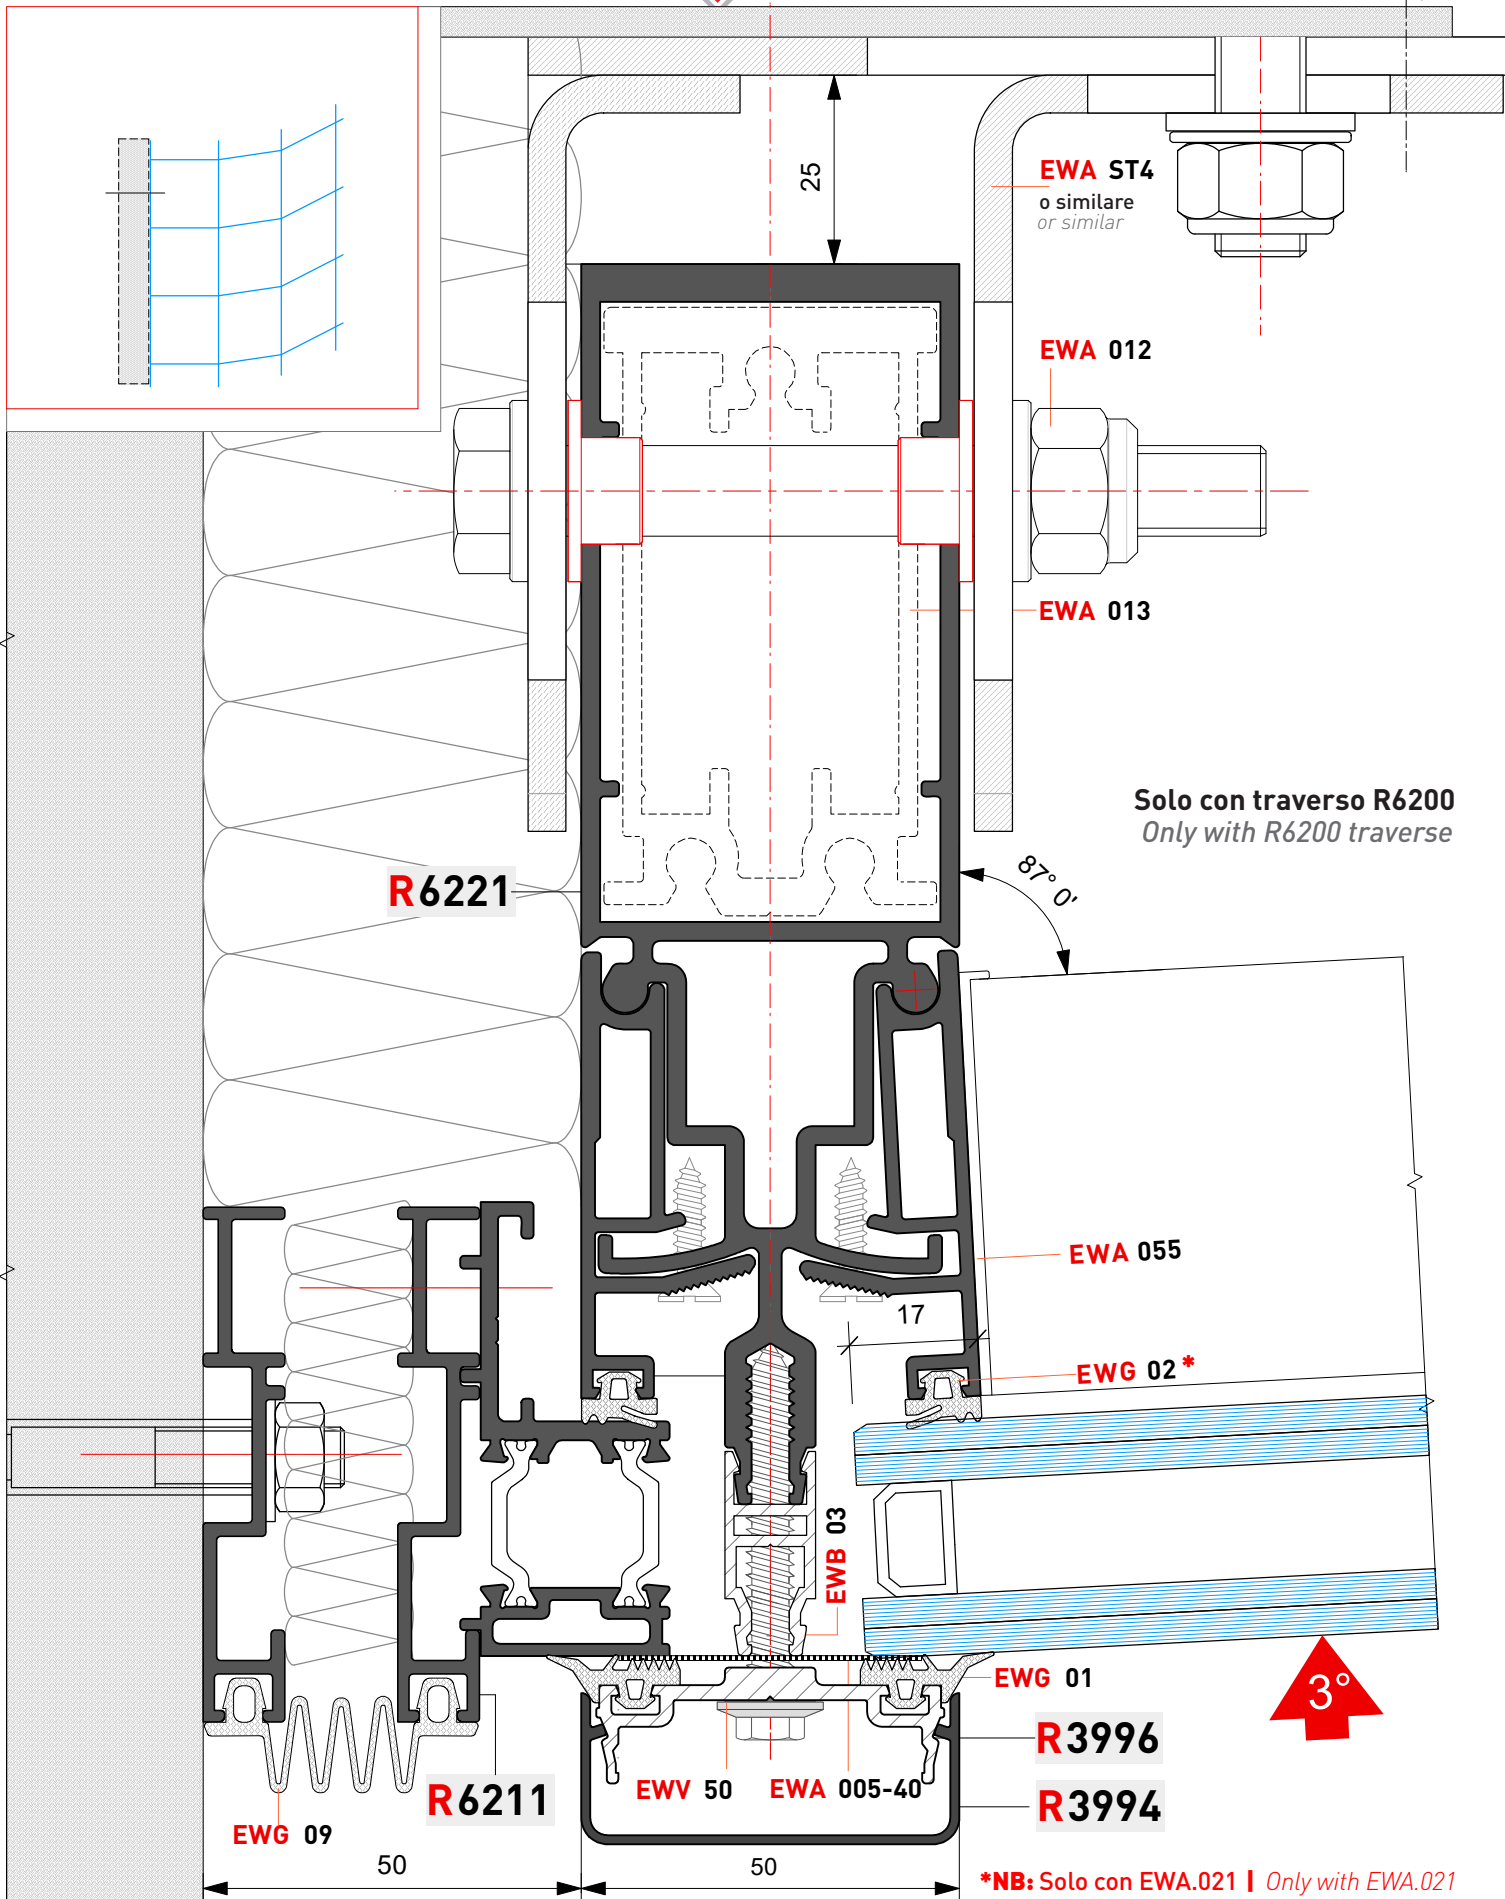 25
EWA ST4
o similare
or similar
EWA 012
EWA 013
Solo con traverso R6200
Only with R6200 traverse
R6221
87° 0'
EWA 055
17
EWG 02*
EWB 03
EWG 01
3°
R3996
R6211
EWV 50
EWA 005-40
R3994
EWG 09
50
50
*NB: Solo con EWA.021 | Only with EWA.021